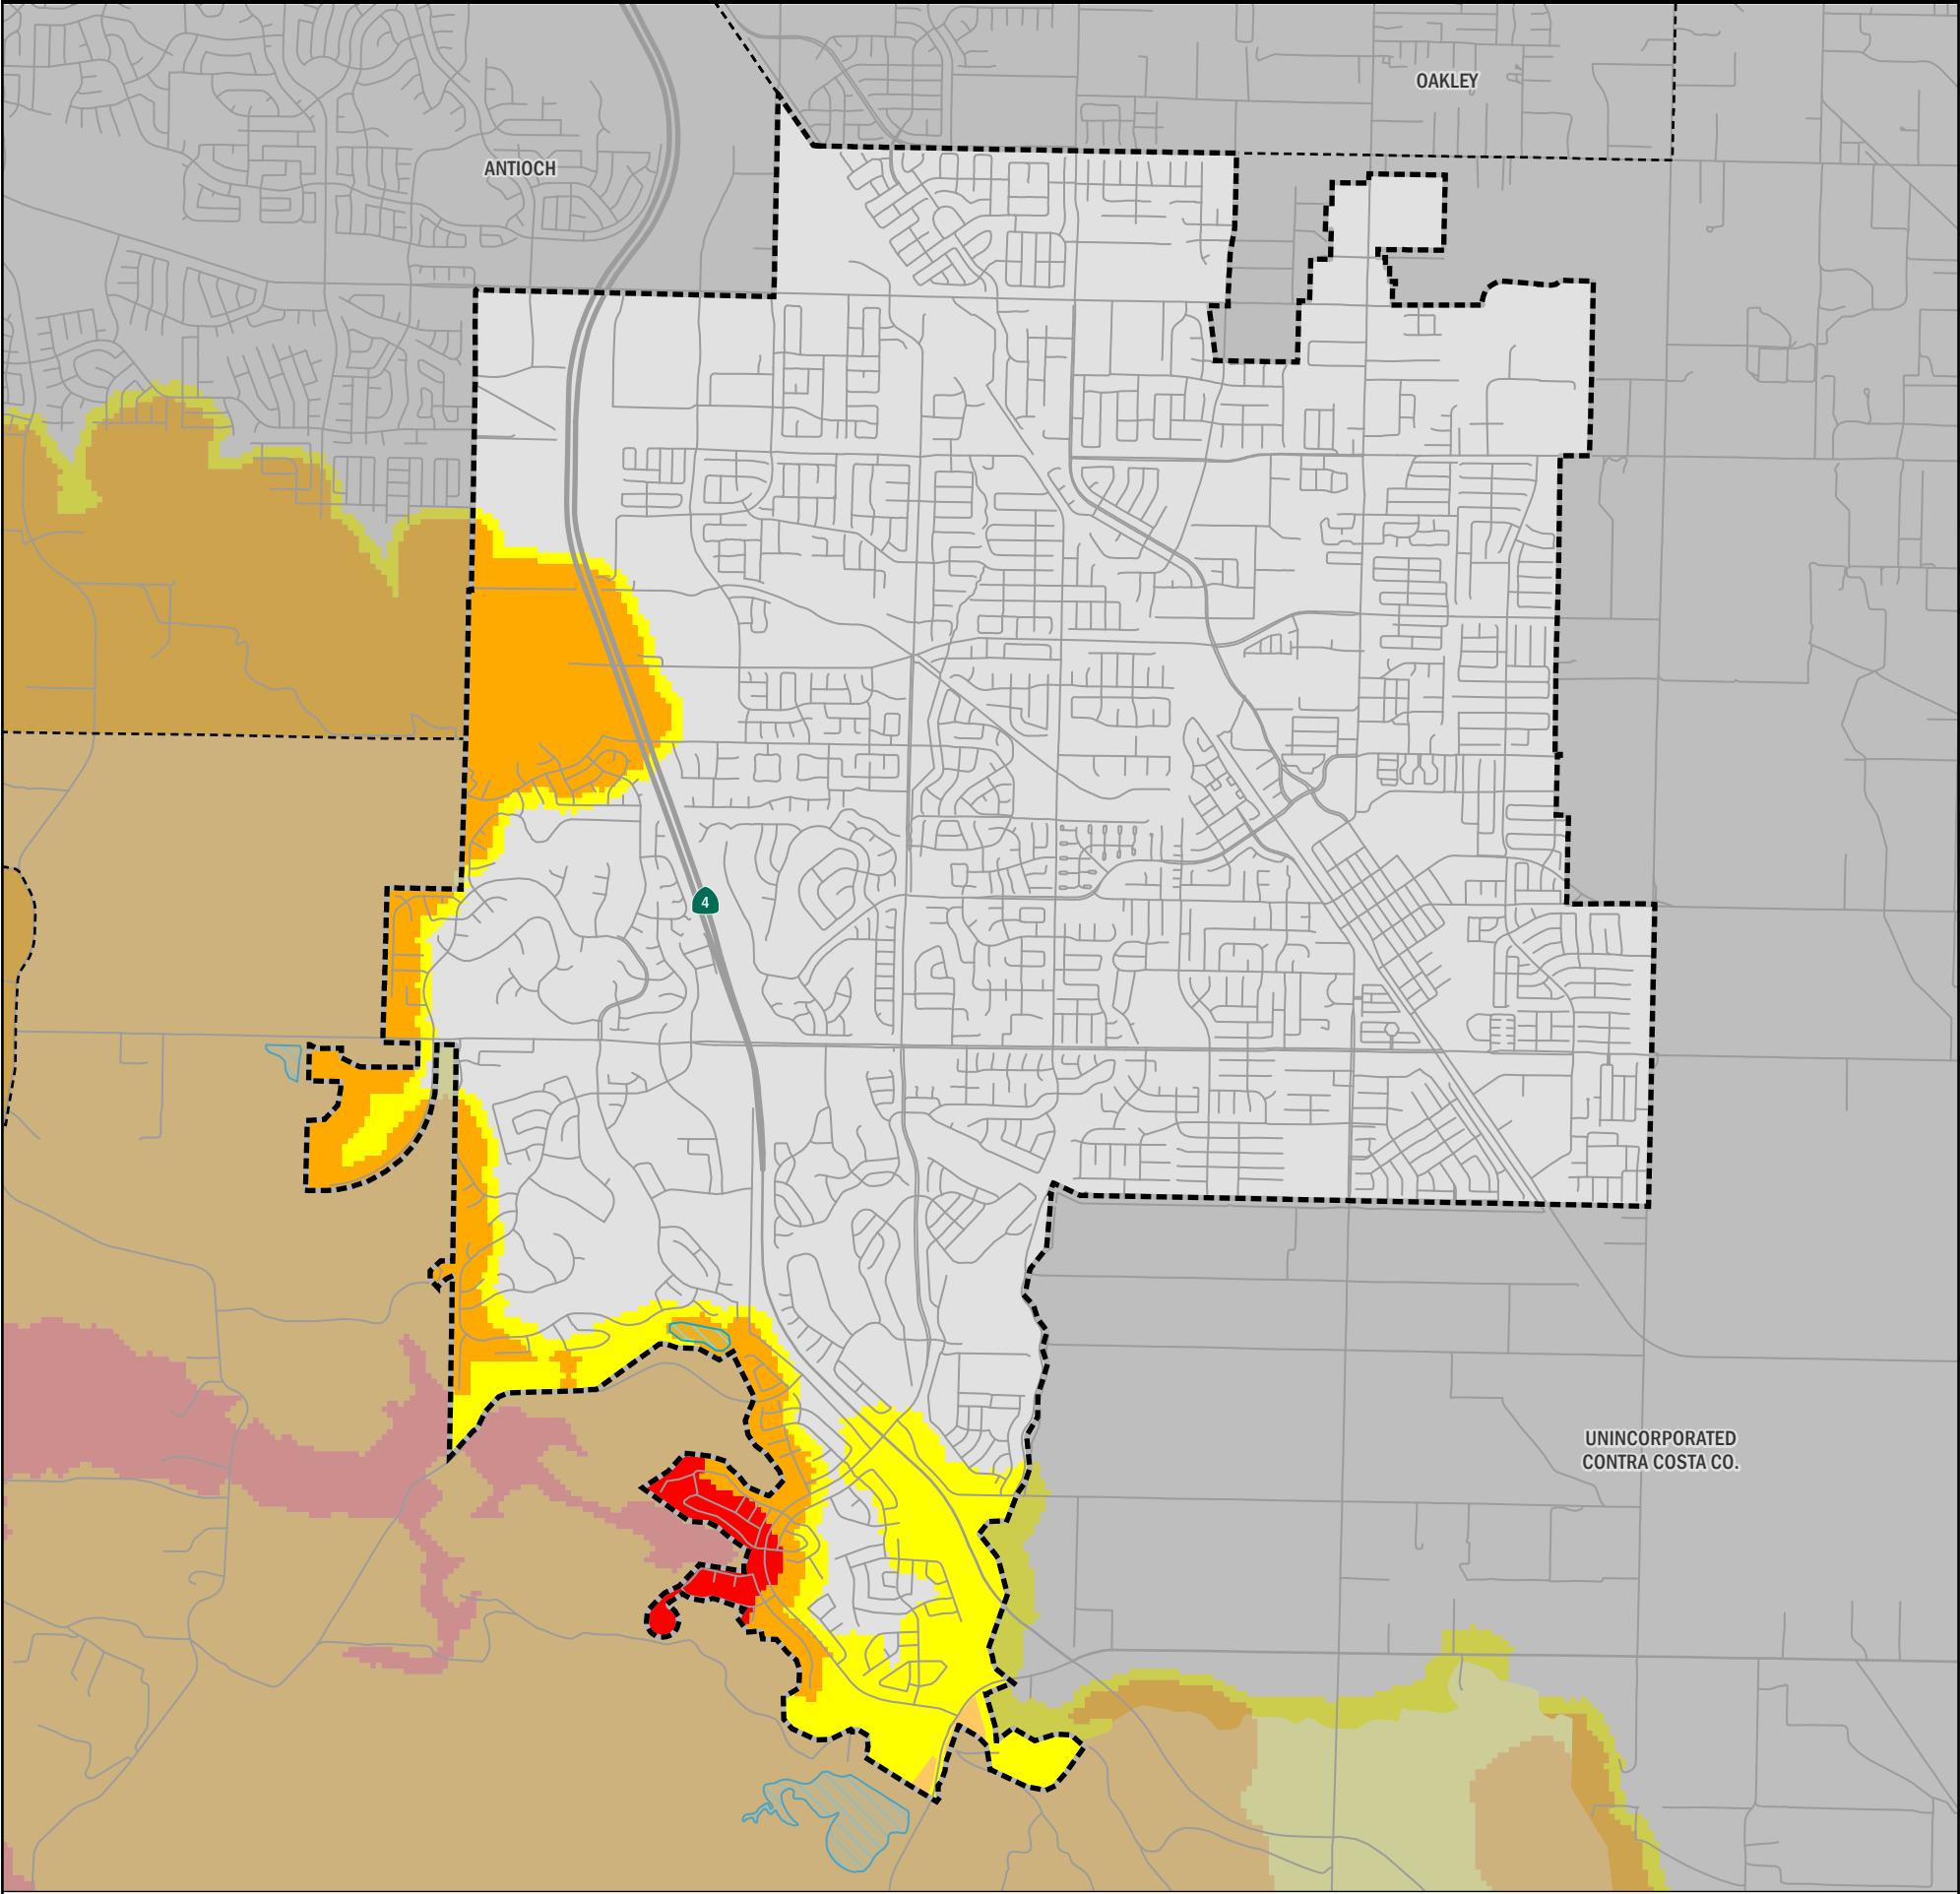 OAKLEY
ANTIOCH
4
UNINCORPORATED
CONTRA COSTA CO.